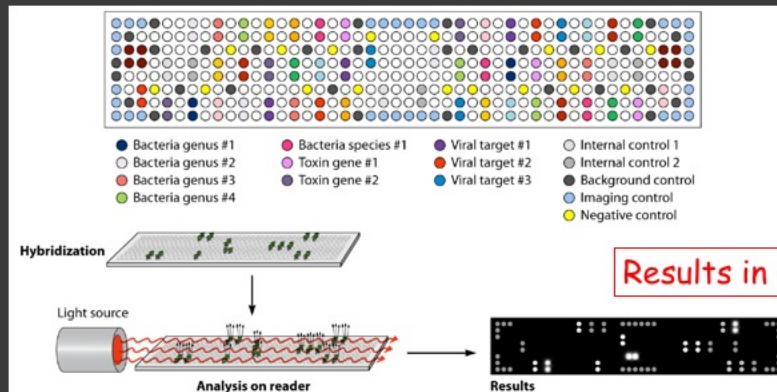 Bacteria genus #1
Bacteria genus #2
Bacteria genus #3
Bacteria genus #4
Bacteria species #1
Toxin gene #1
Toxin gene #2
Viral target #1
Viral target #2
Viral target #3
Internal control 1
Internal control 2
Background control
Imaging control
Negative control
Hybridization
Results in
Light source
Analysis on reader
Results